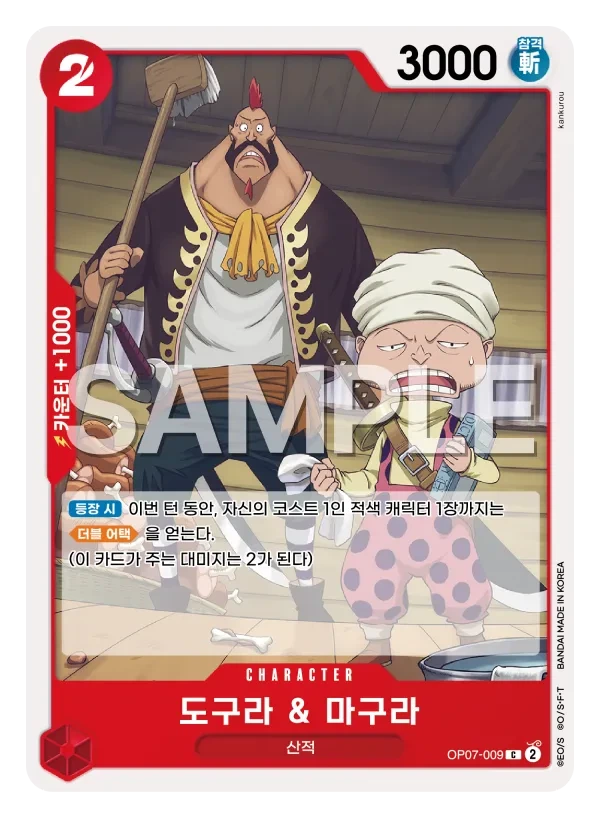 2
3000
참격
斬
kankurou
⚡카운터 +1000
SAMPLE
등장 시 이번 턴 동안, 자신의 코스트 1인 적색 캐릭터 1장까지는
더블 어택 을 얻는다.
(이 카드가 주는 대미지는 2가 된다)
CHARACTER
도구라 & 마구라
산적
OP07-009 C 2
©EO/S ©O/S·F·T BANDAI MADE IN KOREA